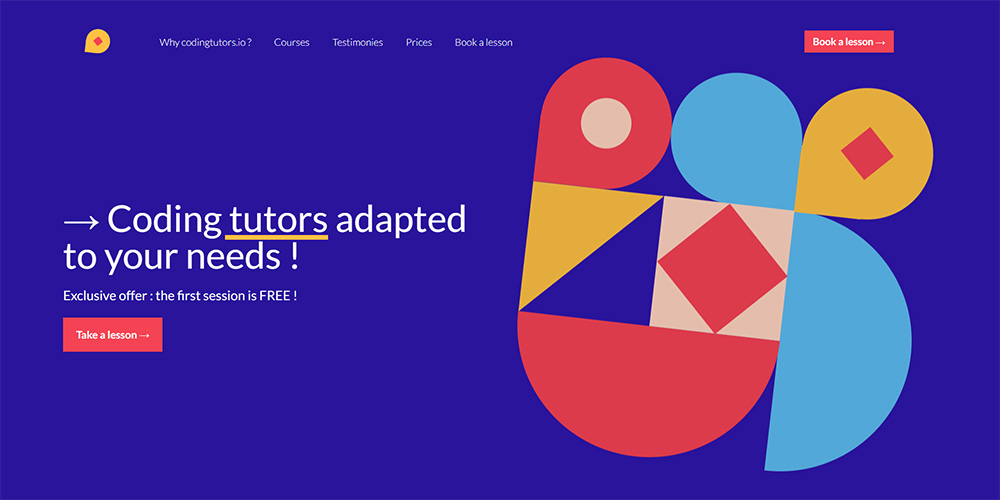 Why codingtutors.io ?
Courses
Testimonies
Prices
Book a lesson
Book a lesson →
→ Coding tutors adapted
to your needs !
Exclusive offer : the first session is FREE !
Take a lesson →